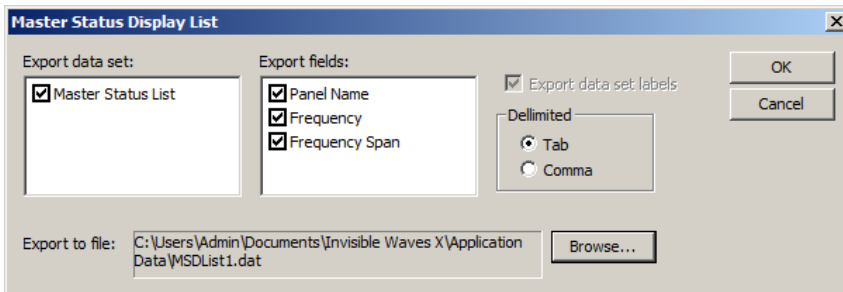 Master Status Display List
Export data set:
Master Status List
Export fields:
Panel Name
Frequency
Frequency Span
Export data set labels
Dellimited
Tab
Comma
OK
Cancel
Export to file:
C:\Users\Admin\Documents\Invisible Waves X\Application
Data\MSDList1.dat
Browse...